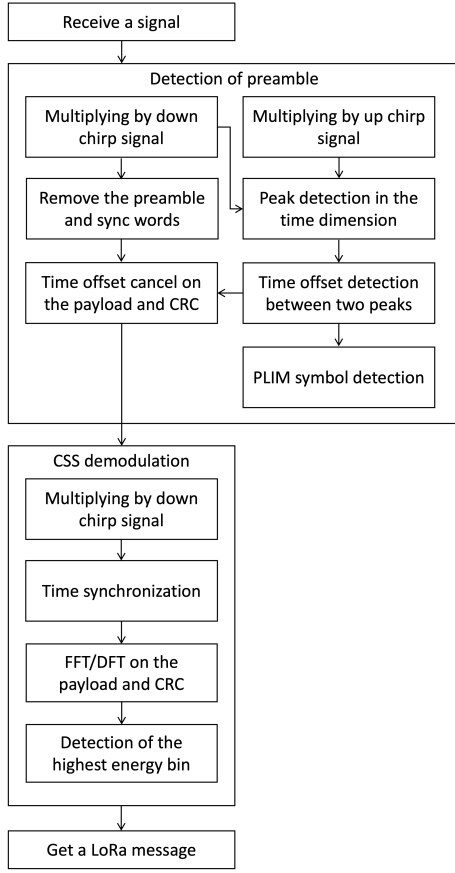 Receive a signal
Detection of preamble
Multiplying by down
chirp signal
Multiplying by up chirp
signal
Remove the preamble
and sync words
Peak detection in the
time dimension
Time offset cancel on
the payload and CRC
Time offset detection
between two peaks
PLIM symbol detection
CSS demodulation
Multiplying by down
chirp signal
Time synchronization
FFT/DFT on the
payload and CRC
Detection of the
highest energy bin
Get a LoRa message